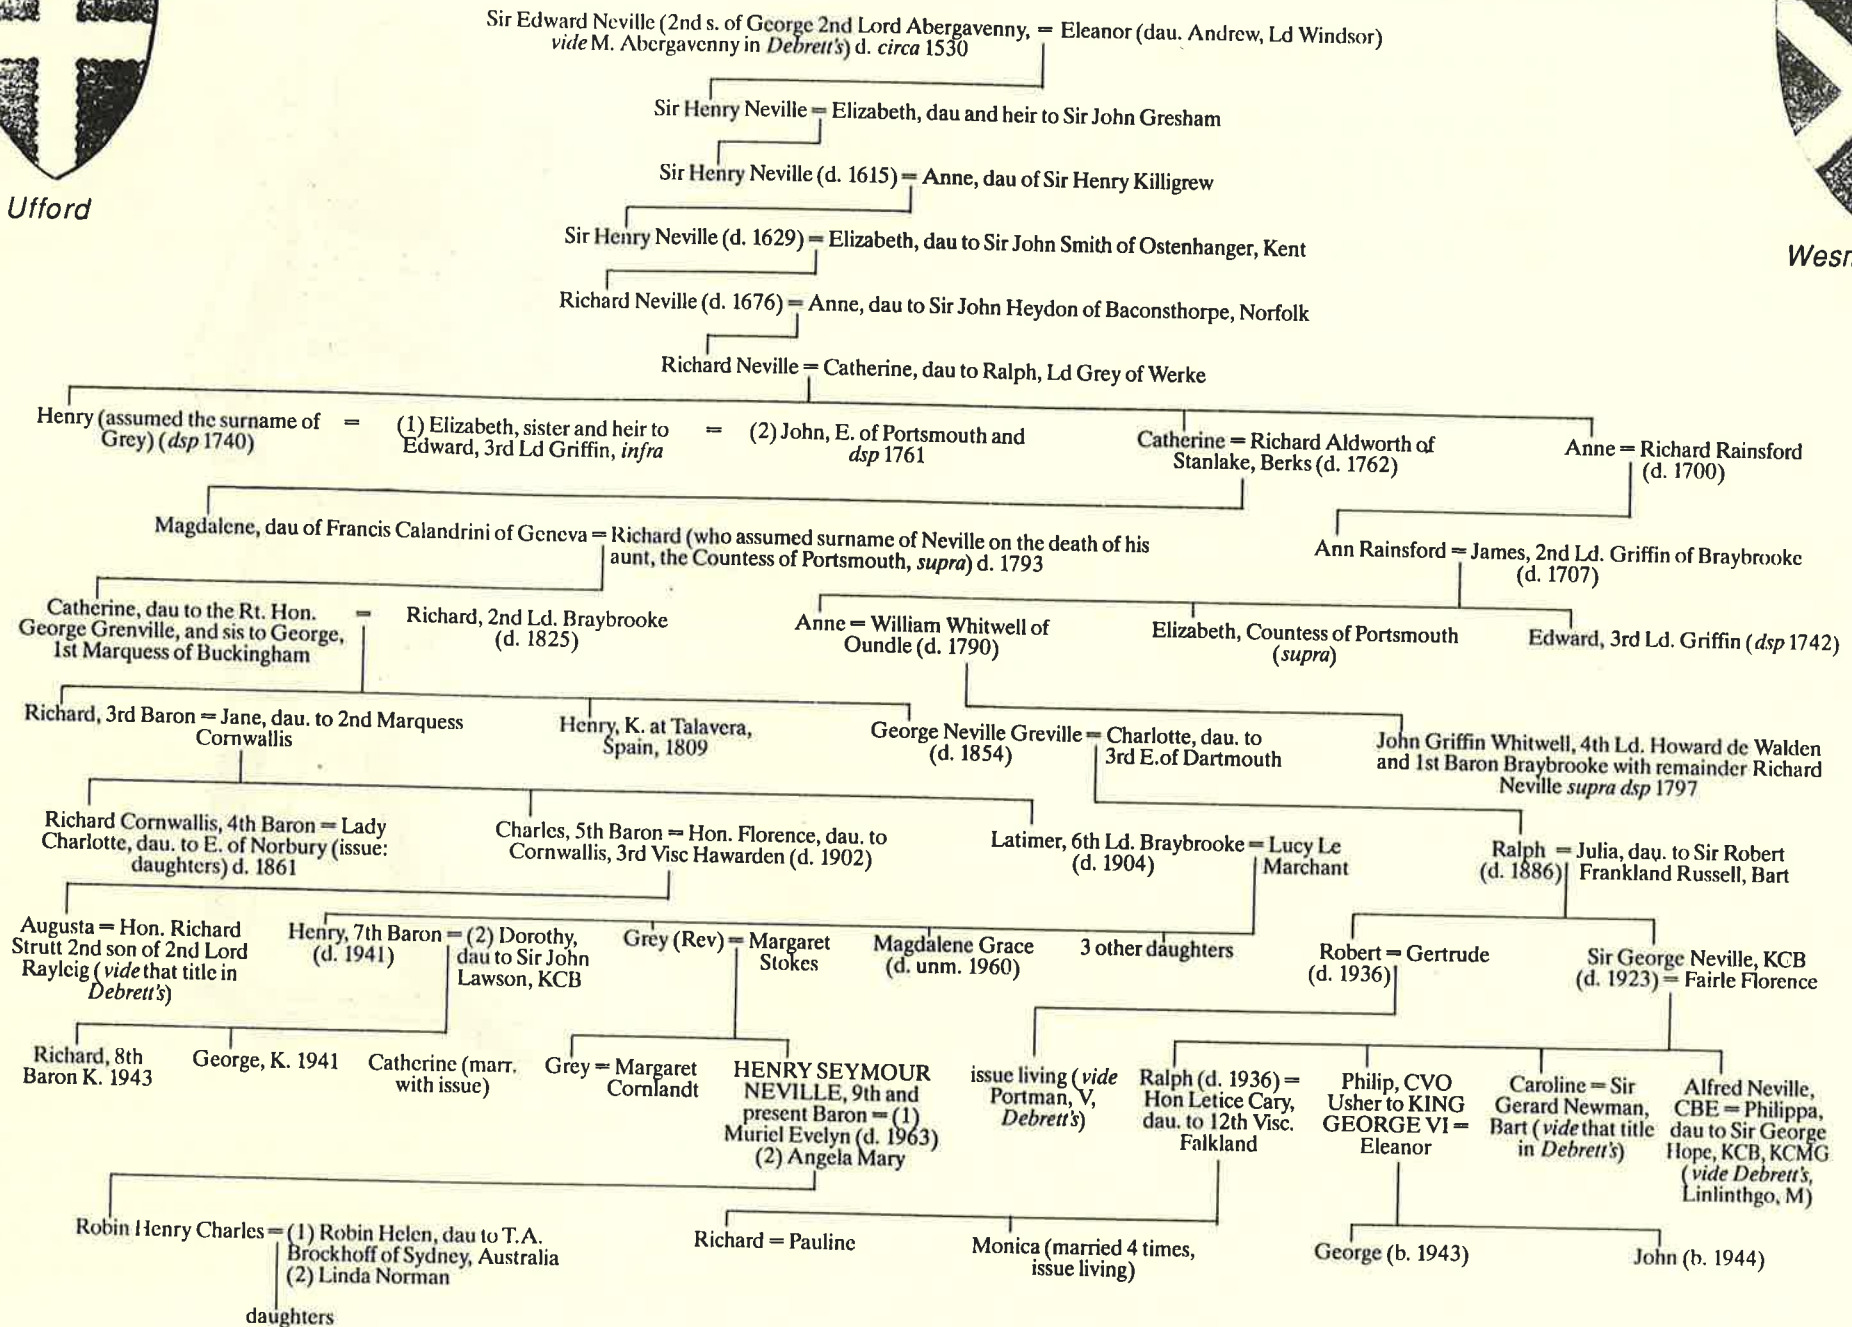 Sir Edward Neville (2nd s. of George 2nd Lord Abergavenny, = Eleanor (dau. Andrew, Ld Windsor)
vide M. Abergavenny in Debrett's) d. circa 1530
Sir Henry Neville = Elizabeth, dau and heir to Sir John Gresham
Sir Henry Neville (d. 1615) = Anne, dau of Sir Henry Killigrew
Ufford
Sir Henry Neville (d. 1629) = Elizabeth, dau to Sir John Smith of Ostenhanger, Kent
Richard Neville (d. 1676) = Anne, dau to Sir John Heydon of Baconsthorpe, Norfolk
Richard Neville = Catherine, dau to Ralph, Ld Grey of Werke
Henry (assumed the surname of
Grey) (dsp 1740)
=
(1) Elizabeth, sister and heir to
Edward, 3rd Ld Griffin, infra
=
(2) John, E. of Portsmouth and
dsp 1761
Catherine = Richard Aldworth of
Stanlake, Berks (d. 1762)
Anne = Richard Rainsford
(d. 1700)
Magdalene, dau of Francis Calandrini of Geneva = Richard (who assumed surname of Neville on the death of his
aunt, the Countess of Portsmouth, supra) d. 1793
Ann Rainsford = James, 2nd Ld. Griffin of Braybrooke
(d. 1707)
Catherine, dau to the Rt. Hon.
George Grenville, and sis to George,
1st Marquess of Buckingham
=
Richard, 2nd Ld. Braybrooke
(d. 1825)
Anne = William Whitwell of
Oundle (d. 1790)
Elizabeth, Countess of Portsmouth
(supra)
Edward, 3rd Ld. Griffin (dsp 1742)
Richard, 3rd Baron = Jane, dau. to 2nd Marquess
Cornwallis
Henry, K. at Talavera,
Spain, 1809
George Neville Greville = Charlotte, dau. to
(d. 1854) 3rd E.of Dartmouth
John Griffin Whitwell, 4th Ld. Howard de Walden
and 1st Baron Braybrooke with remainder Richard
Neville supra dsp 1797
Richard Cornwallis, 4th Baron = Lady
Charlotte, dau. to E. of Norbury (issue:
daughters) d. 1861
Charles, 5th Baron = Hon. Florence, dau. to
Cornwallis, 3rd Visc Hawarden (d. 1902)
Latimer, 6th Ld. Braybrooke = Lucy Le
(d. 1904) Marchant
Ralph = Julia, dau. to Sir Robert
(d. 1886) Frankland Russell, Bart
Augusta = Hon. Richard
Strutt 2nd son of 2nd Lord
Rayleig (vide that title in
Debrett's)
Henry, 7th Baron = (2) Dorothy,
(d. 1941) dau to Sir John
Lawson, KCB
Grey (Rev) = Margaret
Stokes
Magdalene Grace
(d. unm. 1960)
3 other daughters
Robert = Gertrude
(d. 1936)
Sir George Neville, KCB
(d. 1923) = Fairle Florence
Richard, 8th
Baron K. 1943
George, K. 1941
Catherine (marr.
with issue)
Grey = Margaret
Cornlandt
HENRY SEYMOUR
NEVILLE, 9th and
present Baron = (1)
Muriel Evelyn (d. 1963)
(2) Angela Mary
issue living (vide
Portman, V,
Debrett's)
Ralph (d. 1936) =
Hon Letice Cary,
dau. to 12th Visc.
Falkland
Philip, CVO
Usher to KING
GEORGE VI =
Eleanor
Caroline = Sir
Gerard Newman,
Bart (vide that title
in Debrett's)
Alfred Neville,
CBE = Philippa,
dau to Sir George
Hope, KCB, KCMG
(vide Debrett's,
Linlinthgo, M)
Robin Henry Charles = (1) Robin Helen, dau to T.A.
Brockhoff of Sydney, Australia
(2) Linda Norman
daughters
Richard = Pauline
Monica (married 4 times,
issue living)
George (b. 1943)
John (b. 1944)